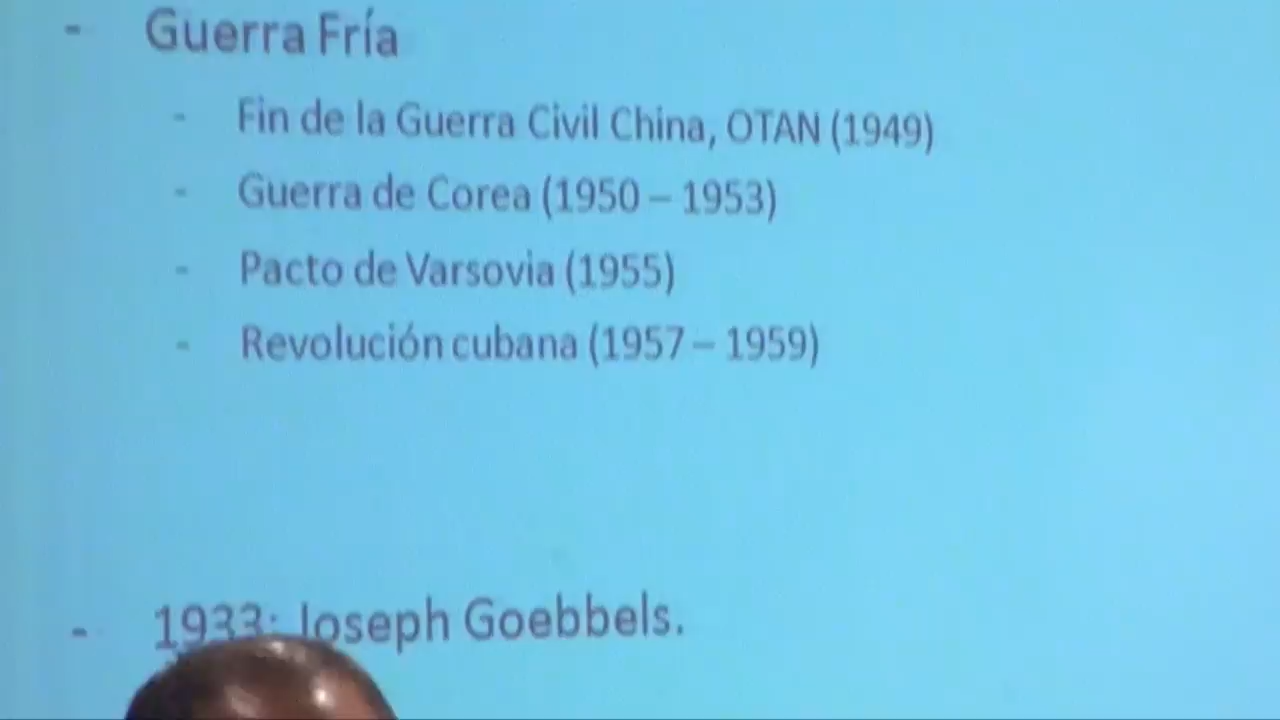 - Guerra Fría
- Fin de la Guerra Civil China, OTAN (1949)
- Guerra de Corea (1950 – 1953)
- Pacto de Varsovia (1955)
- Revolución cubana (1957 – 1959)
- 1933: Joseph Goebbels.